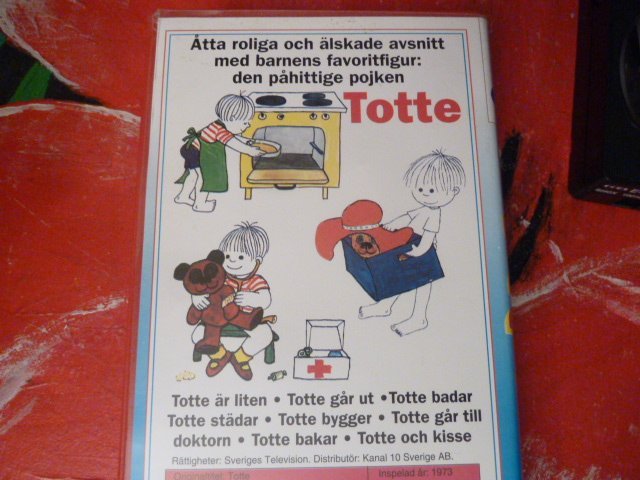 Åtta roliga och älskade avsnitt
med barnens favoritfigur:
den påhittige pojken
Totte
Totte är liten • Totte går ut • Totte badar
Totte städar • Totte bygger • Totte går till
doktorn • Totte bakar • Totte och kisse
Rättigheter: Sveriges Television. Distributör: Kanal 10 Sverige AB.
Originaltitel: Totte Inspelad år: 1973